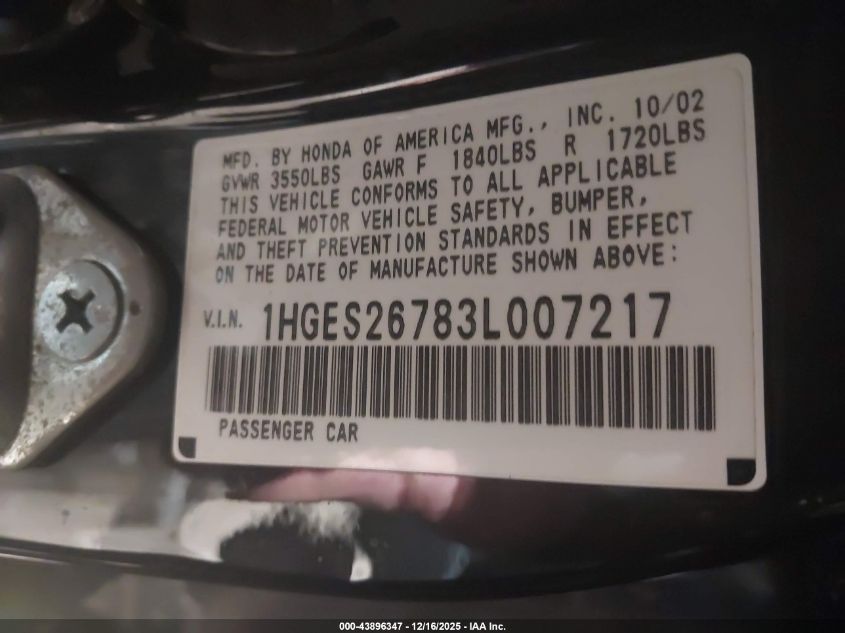 MFD. BY HONDA OF AMERICA MFG., INC. 10/02
GVWR 3550LBS GAWR F 1840LBS R 1720LBS
THIS VEHICLE CONFORMS TO ALL APPLICABLE
FEDERAL MOTOR VEHICLE SAFETY, BUMPER,
AND THEFT PREVENTION STANDARDS IN EFFECT
ON THE DATE OF MANUFACTURE SHOWN ABOVE:
V.I.N. 1HGES26783L007217
PASSENGER CAR
000-43896347 - 12/16/2025 - IAA Inc.